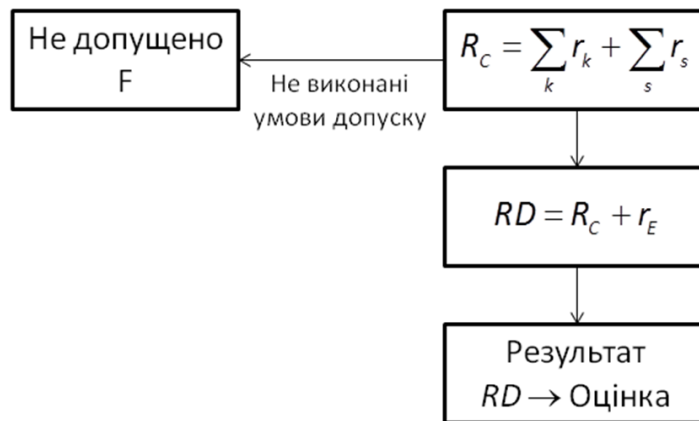 Не допущено
F
R_C = ∑_k r_k + ∑_s r_s
Не виконані
умови допуску
RD = R_C + r_E
Результат
RD → Оцінка